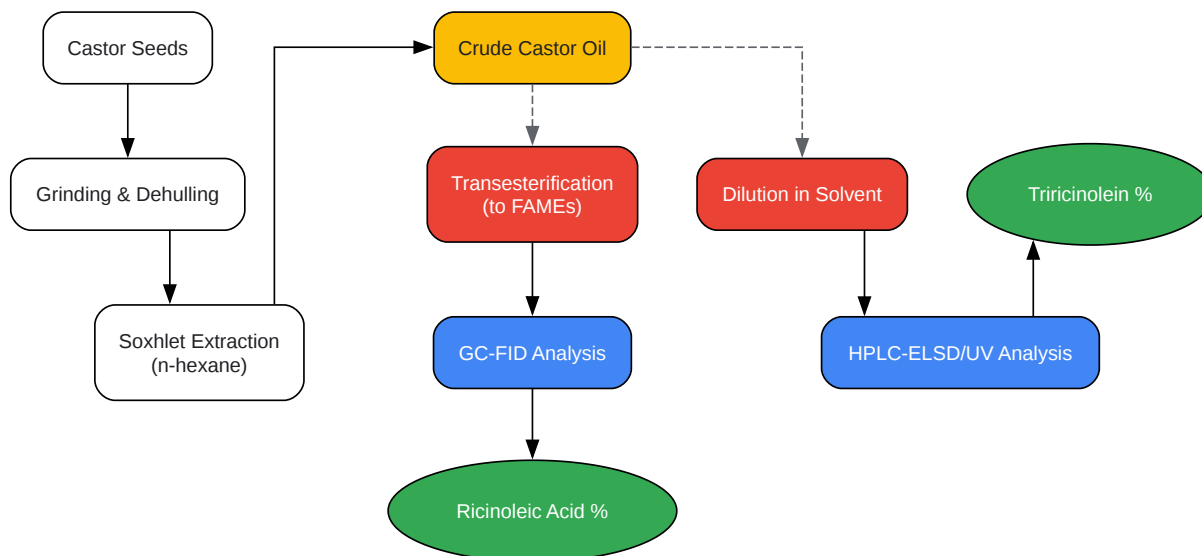 Castor Seeds
Grinding & Dehulling
Soxhlet Extraction
(n-hexane)
Crude Castor Oil
Transesterification
(to FAMEs)
GC-FID Analysis
Ricinoleic Acid %
Dilution in Solvent
HPLC-ELSD/UV Analysis
Triricinolein %